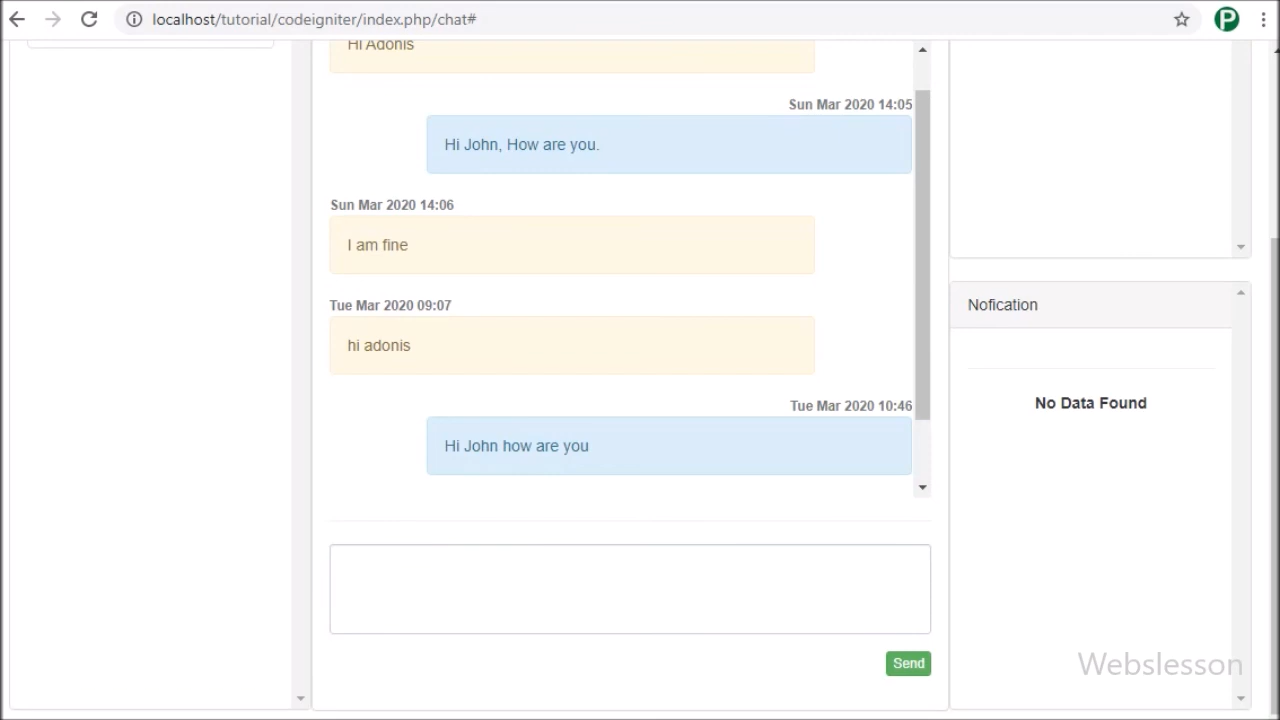 localhost/tutorial/codeigniter/index.php/chat#
Hi Adonis
Sun Mar 2020 14:05
Hi John, How are you.
Sun Mar 2020 14:06
I am fine
Tue Mar 2020 09:07
hi adonis
Tue Mar 2020 10:46
Hi John how are you
Send
Nofication
No Data Found
Webslesson